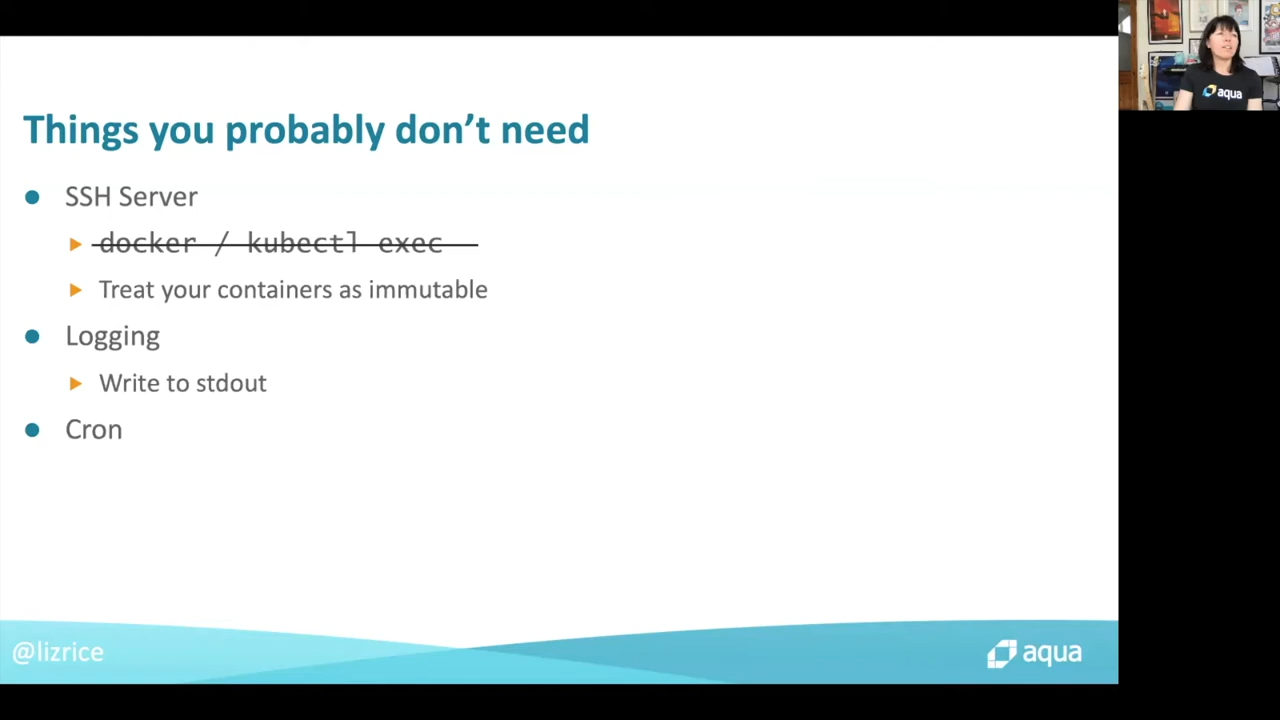 Things you probably don't need
SSH Server
docker / kubectl exec
Treat your containers as immutable
Logging
Write to stdout
Cron
@lizrice
aqua
aqua